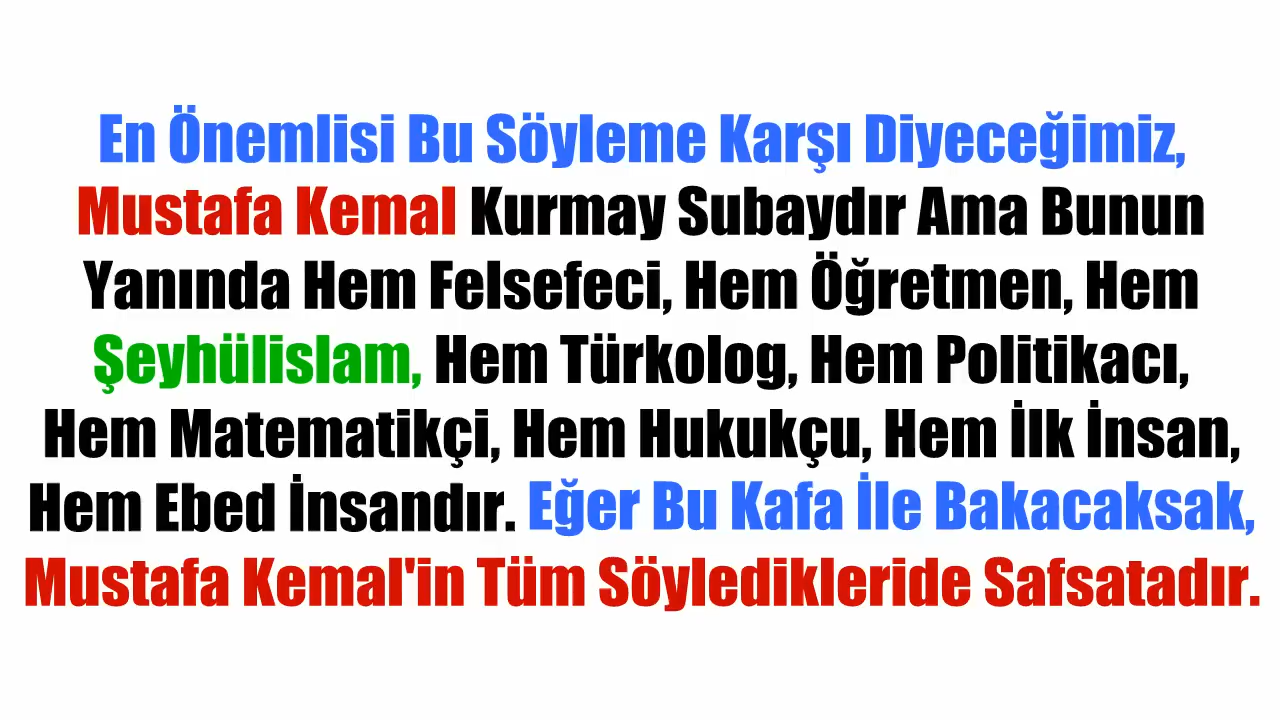 En Önemlisi Bu Söyleme Karşı Diyeceğimiz,
Mustafa Kemal Kurmay Subaydır Ama Bunun
Yanında Hem Felsefeci, Hem Öğretmen, Hem
Şeyhülislam, Hem Türkolog, Hem Politikacı,
Hem Matematikçi, Hem Hukukçu, Hem İlk İnsan,
Hem Ebed İnsandır. Eğer Bu Kafa İle Bakacaksak,
Mustafa Kemal'in Tüm Söyledikleride Safsatadır.